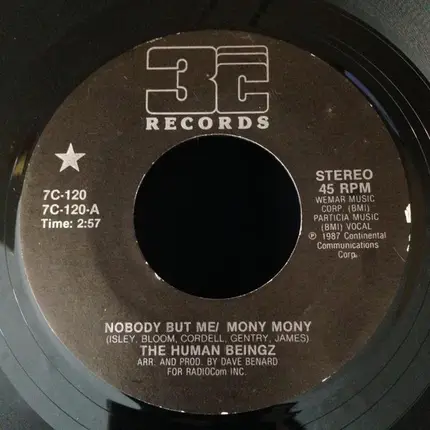 3C
RECORDS
7C-120
7C-120-A
Time: 2:57
STEREO
45 RPM
WEMAR MUSIC
CORP. (BMI)
PARTICIA MUSIC
(BMI) VOCAL
℗ 1987 Continental
Communications
Corp.
NOBODY BUT ME/ MONY MONY
(ISLEY, BLOOM, CORDELL, GENTRY, JAMES)
THE HUMAN BEINGZ
ARR. AND PROD. BY DAVE BENARD
FOR RADIOCom INC.